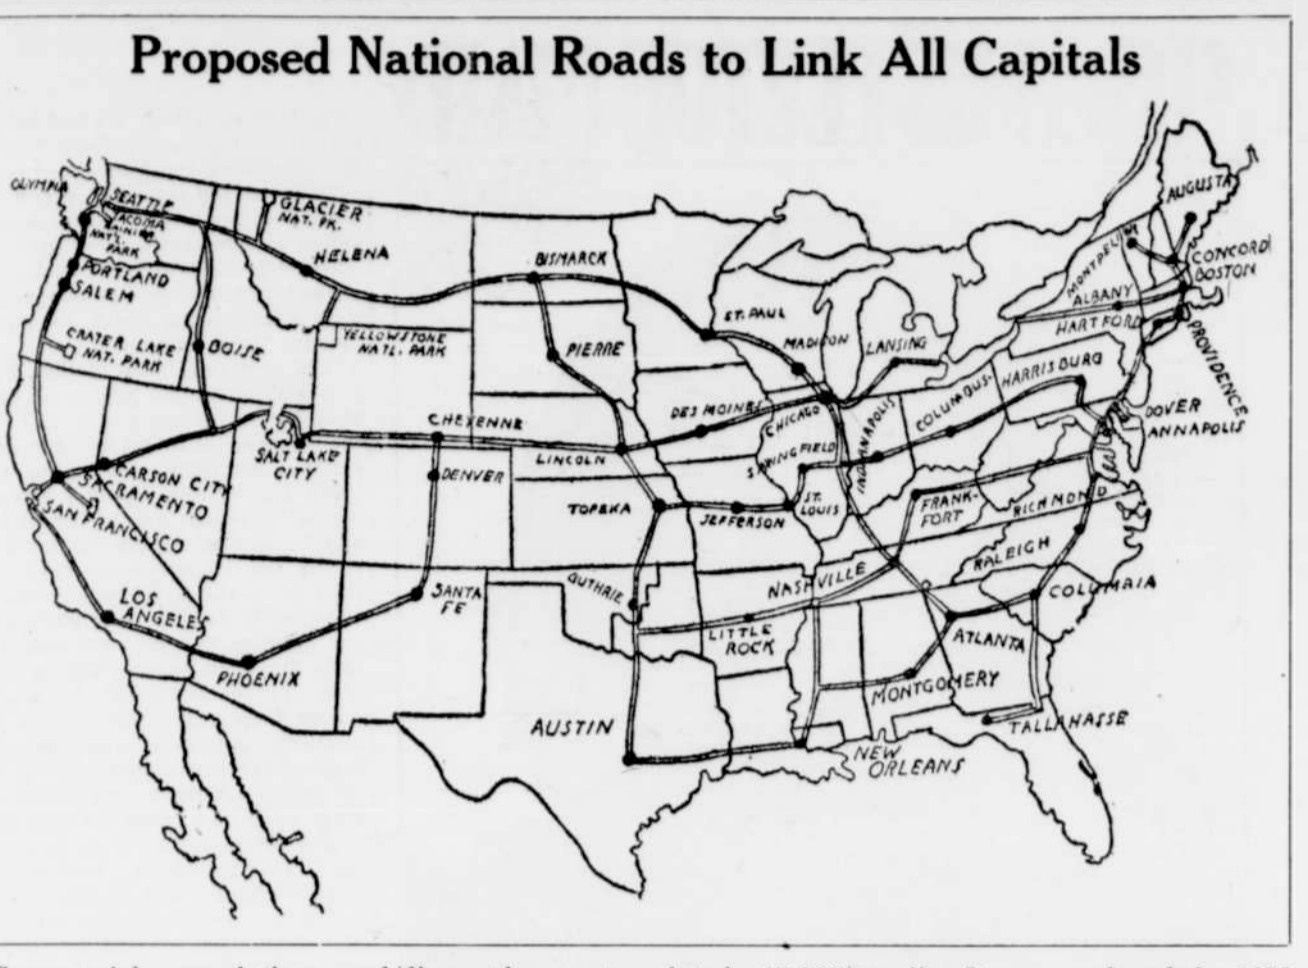 Proposed National Roads to Link All Capitals
OLYMPIA
SEATTLE
TACOMA
NAT'L
PARK
PORTLAND
SALEM
CRATER LAKE
NAT. PARK
GLACIER
NAT. PK.
HELENA
YELLOWSTONE
NATL. PARK
BOISE
BISMARCK
PIERRE
ST. PAUL
MADISON
LANSING
CHICAGO
DES MOINES
LINCOLN
CHEYENNE
DENVER
SALT LAKE
CITY
CARSON CITY
SACRAMENTO
SAN FRANCISCO
LOS
ANGELES
PHOENIX
SANTA
FE
TOPEKA
JEFFERSON
ST.
LOUIS
SPRINGFIELD
INDIANAPOLIS
COLUMBUS
HARRISBURG
FRANK-
FORT
RICHMOND
RALEIGH
COLUMBIA
NASHVILLE
GUTHRIE
LITTLE
ROCK
ATLANTA
MONTGOMERY
TALLAHASSE
NEW
ORLEANS
AUSTIN
AUGUSTA
MONTPELIER
CONCORD
BOSTON
ALBANY
HARTFORD
PROVIDENCE
DOVER
ANNAPOLIS